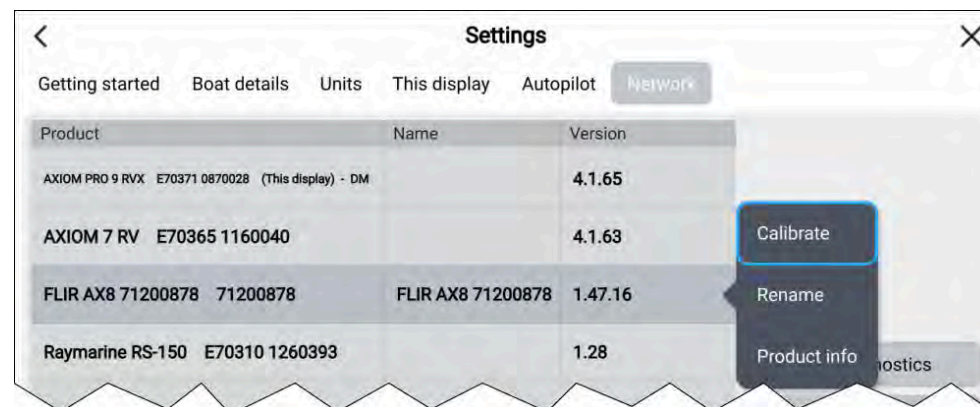 Settings
Getting started Boat details Units This display Autopilot Network
Product Name Version
AXIOM PRO 9 RVX E70371 0870028 (This display) - DM 4.1.65
AXIOM 7 RV E70365 1160040 4.1.63
Calibrate
FLIR AX8 71200878 71200878 FLIR AX8 71200878 1.47.16
Rename
Raymarine RS-150 E70310 1260393 1.28
Product info
nostics